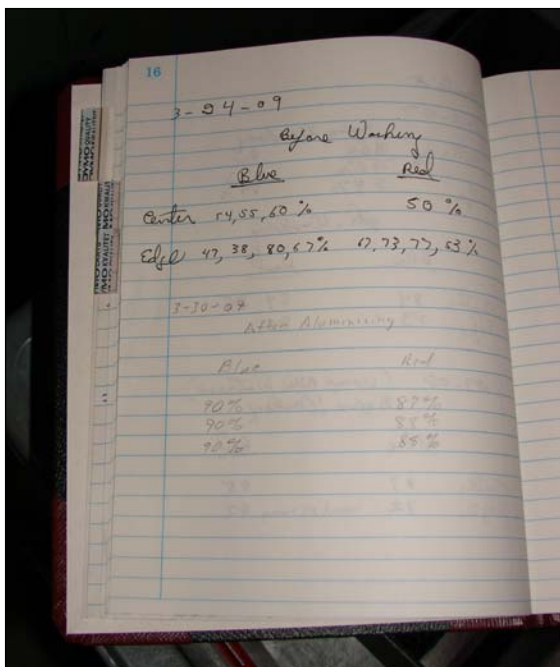 16
3-24-09
Before Washing
Blue Red
Center 54,55,60% 50%
Edge 47, 38, 80,67% 67,73,77,53%
3-30-09
After Aluminizing
Blue Red
90% 87%
90% 88%
90% 88%